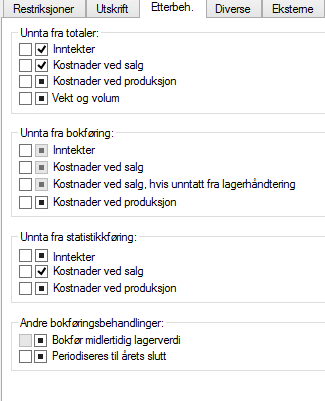 Restriksjoner Utskrift Etterbeh. Diverse Eksterne
Unnta fra totaler:
Inntekter
Kostnader ved salg
Kostnader ved produksjon
Vekt og volum
Unnta fra bokføring:
Inntekter
Kostnader ved salg
Kostnader ved salg, hvis unntatt fra lagerhåndtering
Kostnader ved produksjon
Unnta fra statistikkføring:
Inntekter
Kostnader ved salg
Kostnader ved produksjon
Andre bokføringsbehandlinger:
Bokfør midlertidig lagerverdi
Periodiseres til årets slutt